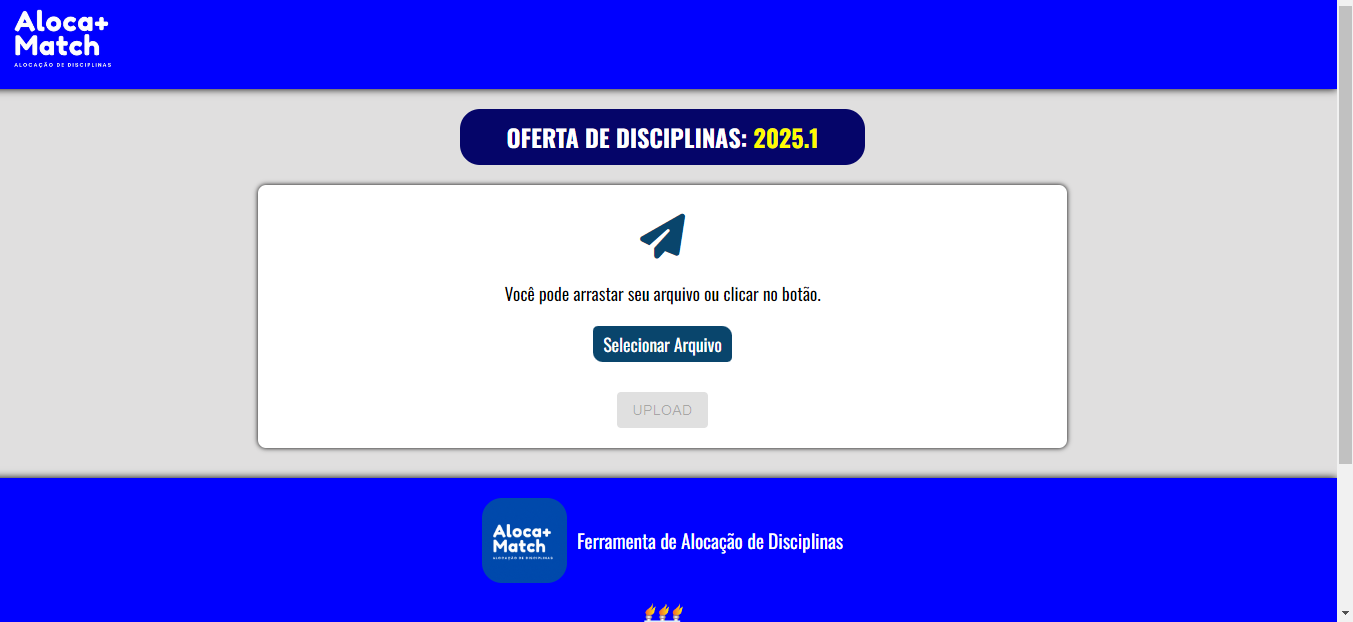 Aloca+
Match
ALOCAÇÃO DE DISCIPLINAS
OFERTA DE DISCIPLINAS: 2025.1
Você pode arrastar seu arquivo ou clicar no botão.
Selecionar Arquivo
UPLOAD
Aloca+
Match
ALOCAÇÃO DE DISCIPLINAS
Ferramenta de Alocação de Disciplinas